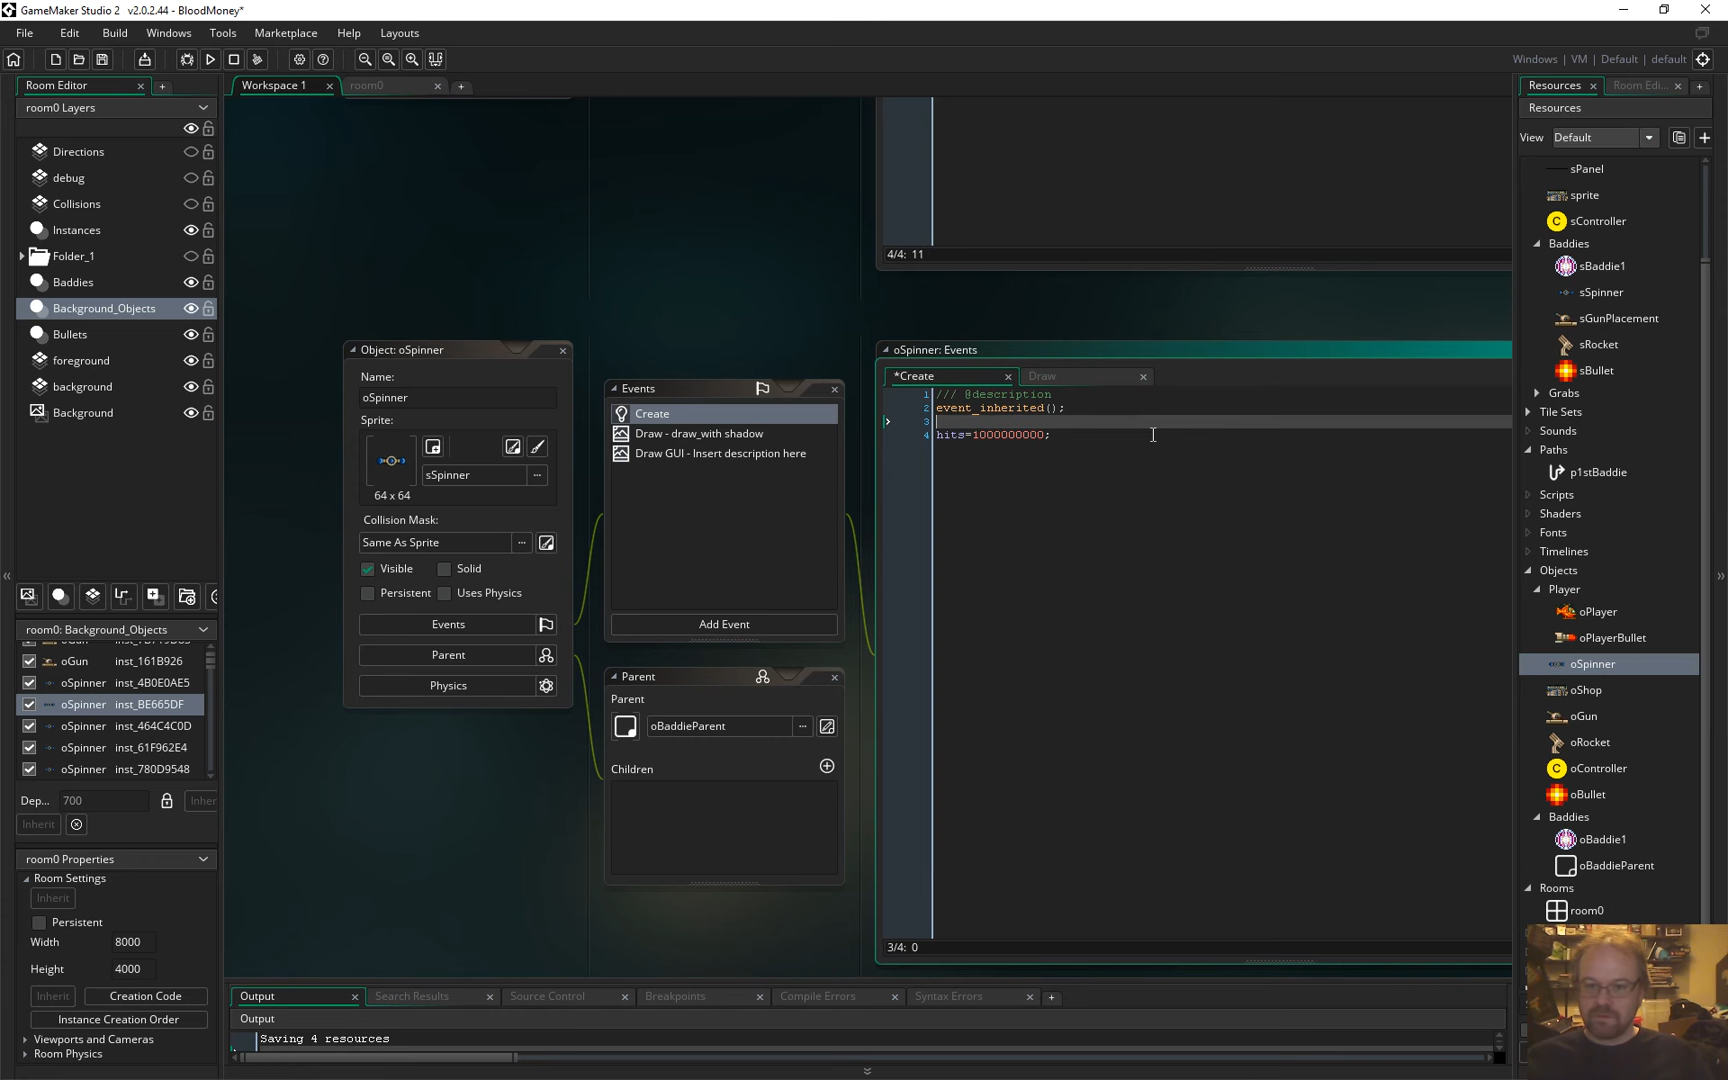 GameMaker Studio 2   v2.0.2.44 - BloodMoney*
File Edit Build Windows Tools Marketplace Help Layouts
Windows | VM | Default | default
Room Editor
room0 Layers
Directions
debug
Collisions
Instances
Folder_1
Baddies
Background_Objects
Bullets
foreground
background
Background
room0: Background_Objects
oGun inst_161B926
oSpinner inst_4B0E0AE5
oSpinner inst_BE665DF
oSpinner inst_464C4C0D
oSpinner inst_61F962E4
oSpinner inst_780D9548
Dep... 700 Inher
Inherit
room0 Properties
Room Settings
Inherit
Persistent
Width 8000
Height 4000
Inherit Creation Code
Instance Creation Order
Viewports and Cameras
Room Physics
Workspace 1
room0
4/4: 11
Object: oSpinner
Name:
oSpinner
Sprite:
sSpinner ...
64 x 64
Collision Mask:
Same As Sprite ...
Visible Solid
Persistent Uses Physics
Events
Parent
Physics
Events
Create
Draw - draw_with shadow
Draw GUI - Insert description here
Add Event
Parent
Parent
oBaddieParent ...
Children
oSpinner: Events
*Create
Draw
1 /// @description
2 event_inherited();
3
4 hits=1000000000;
3/4: 0
Output Search Results Source Control Breakpoints Compile Errors Syntax Errors
Output
Saving 4 resources
Resources Room Edi...
Resources
View Default
sPanel
sprite
sController
Baddies
sBaddie1
sSpinner
sGunPlacement
sRocket
sBullet
Grabs
Tile Sets
Sounds
Paths
p1stBaddie
Scripts
Shaders
Fonts
Timelines
Objects
Player
oPlayer
oPlayerBullet
oSpinner
oShop
oGun
oRocket
oController
oBullet
Baddies
oBaddie1
oBaddieParent
Rooms
room0